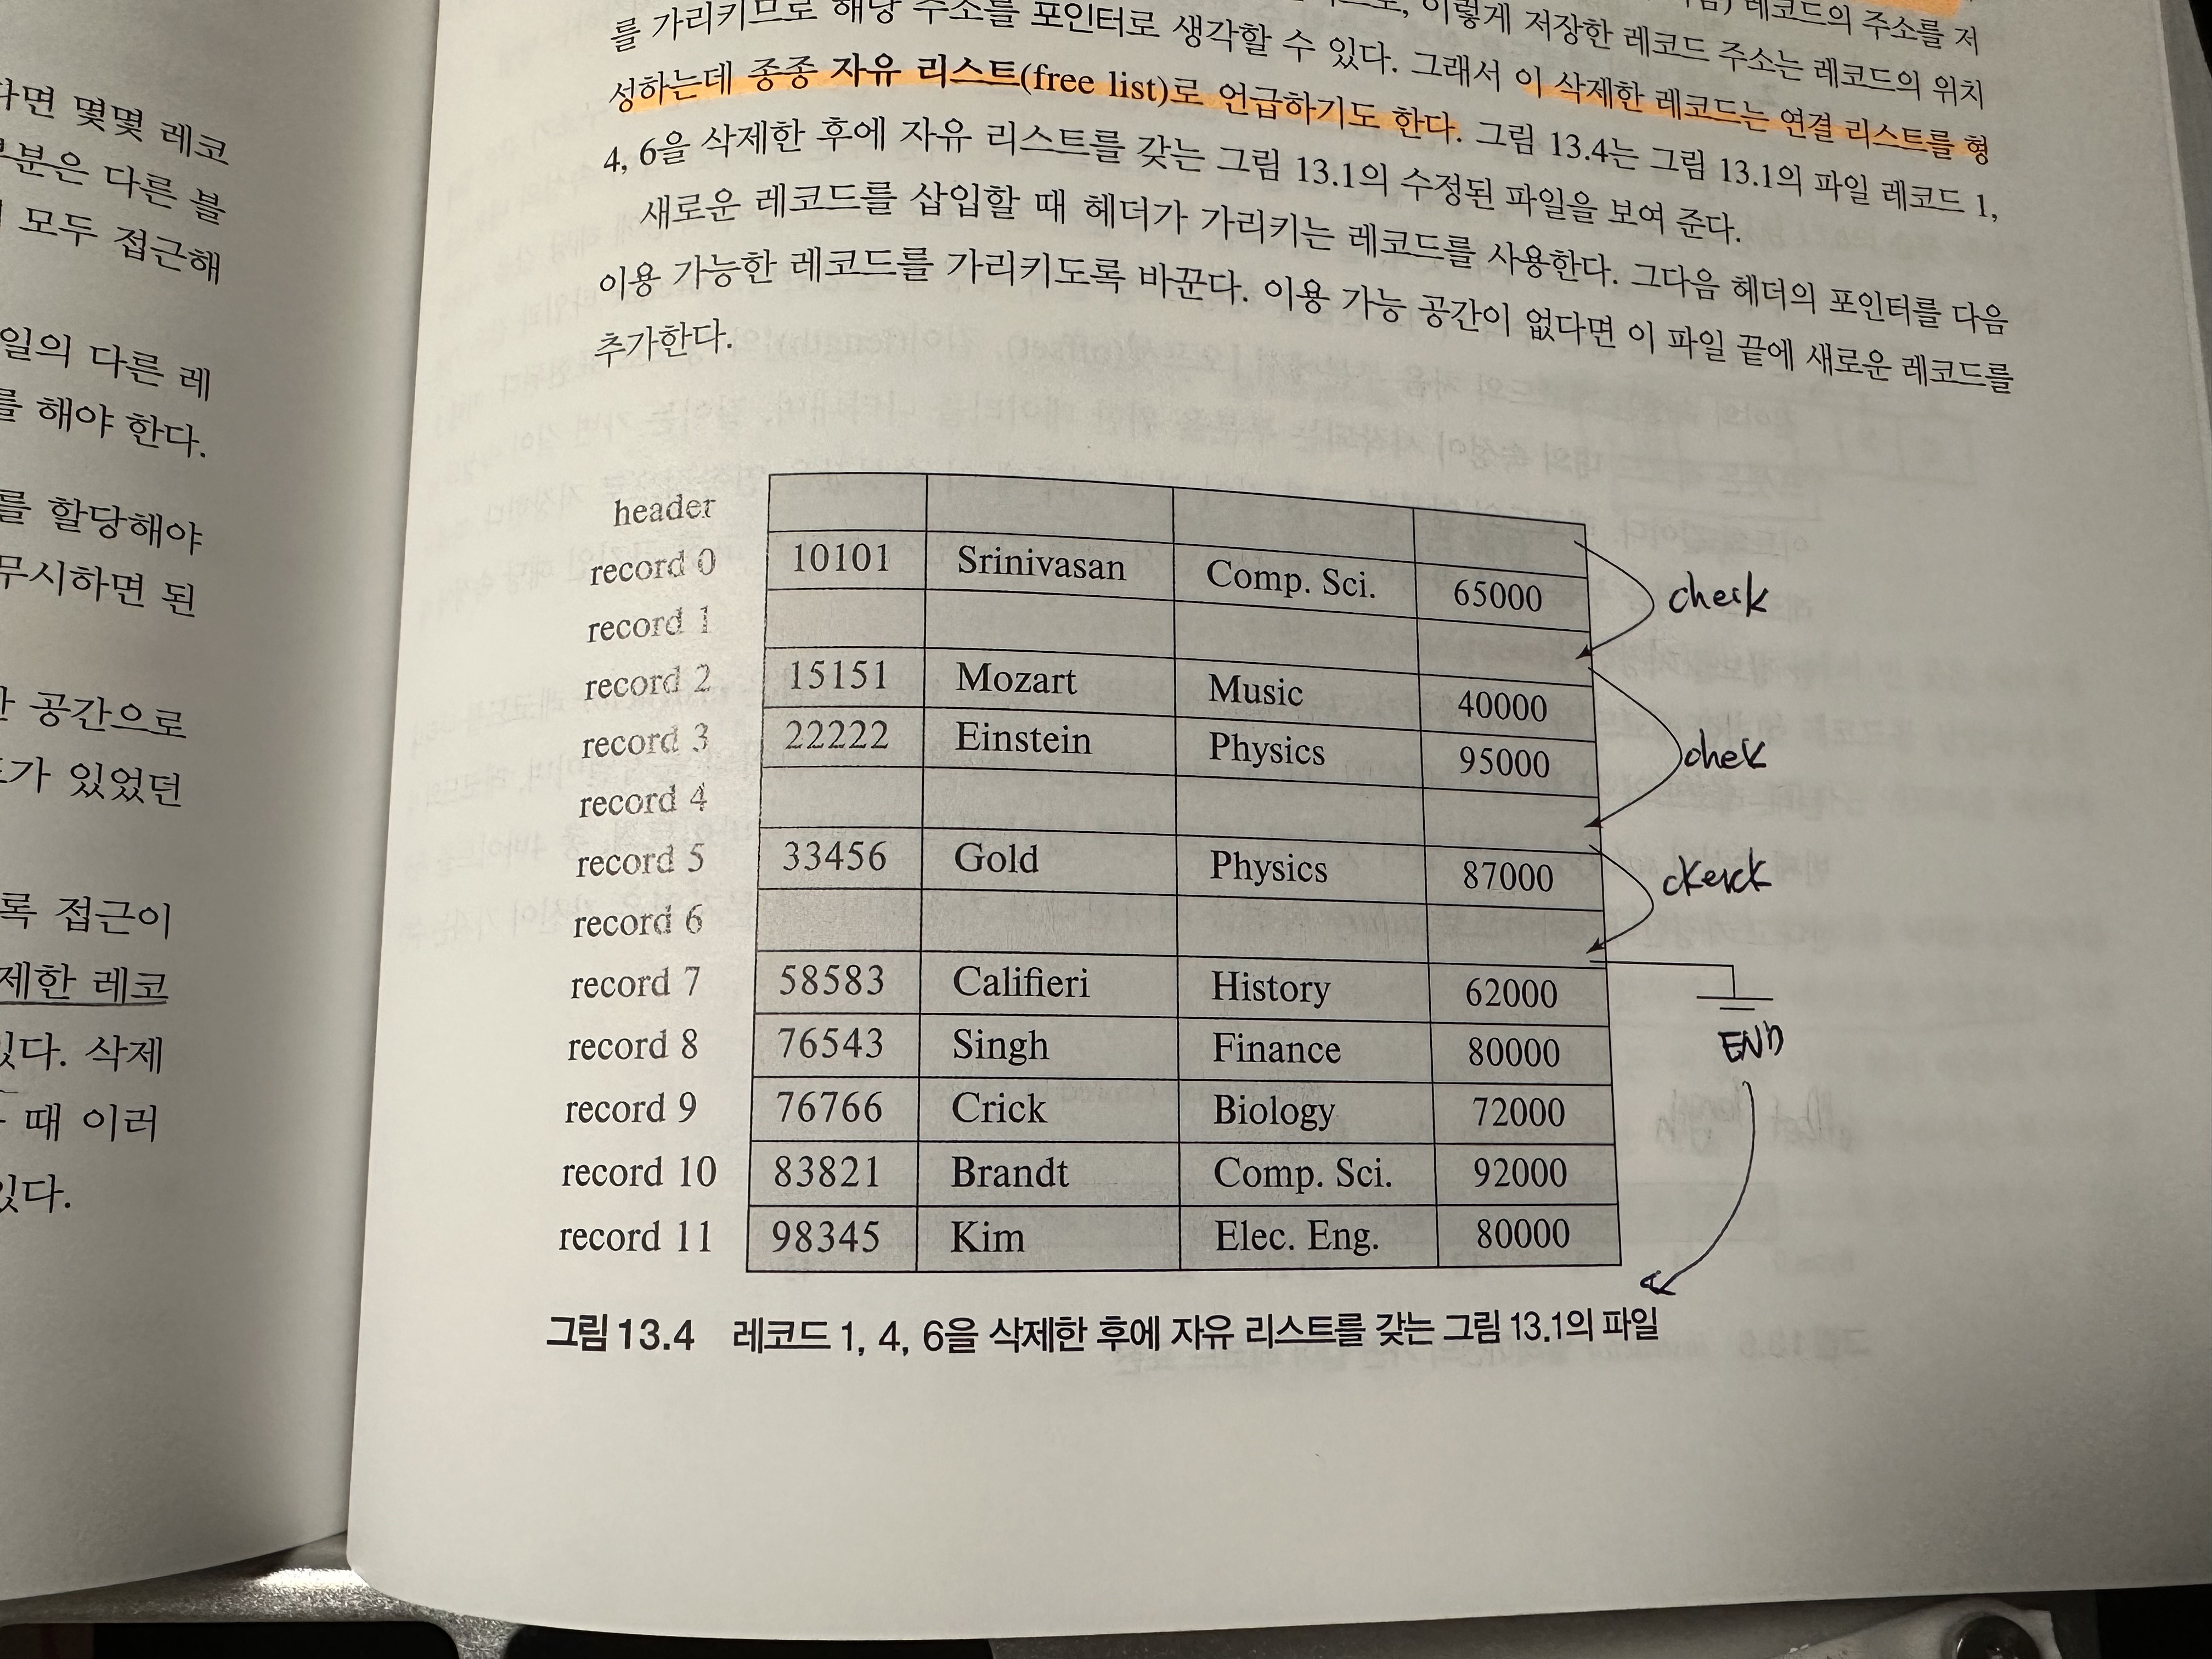 다면 몇몇 레코
부분은 다른 블
모두 접근해
일의 다른 레
를 해야 한다.
를 할당해야
무시하면 된
공간으로
가 있었던
록 접근이
제한 레코
있다. 삭제
때 이러
있다.
레코드의 주소를 저
를 가리키므로 해당 주소를 포인터로 생각할 수 있다. 그래서 이 삭제한 레코드는 연결 리스트를 형
이렇게 저장한 레코드 주소는 레코드의 위치
성하는데 종종 자유 리스트(free list)로 언급하기도 한다. 그림 13.4는 그림 13.1의 파일 레코드 1,
4, 6을 삭제한 후에 자유 리스트를 갖는 그림 13.1의 수정된 파일을 보여 준다.
새로운 레코드를 삽입할 때 헤더가 가리키는 레코드를 사용한다. 그다음 헤더의 포인터를 다음
이용 가능한 레코드를 가리키도록 바꾼다. 이용 가능 공간이 없다면 이 파일 끝에 새로운 레코드를
추가한다.
header
record 0 10101 Srinivasan Comp. Sci. 65000
check
record 1
record 2 15151 Mozart Music 40000
record 3 22222 Einstein Physics 95000
chek
record 4
record 5 33456 Gold Physics 87000
record 6
record 7 58583 Califieri History 62000
record 8 76543 Singh Finance 80000
END
record 9 76766 Crick Biology 72000
record 10 83821 Brandt Comp. Sci. 92000
record 11 98345 Kim Elec. Eng. 80000
그림 13.4 레코드 1, 4, 6을 삭제한 후에 자유 리스트를 갖는 그림 13.1의 파일